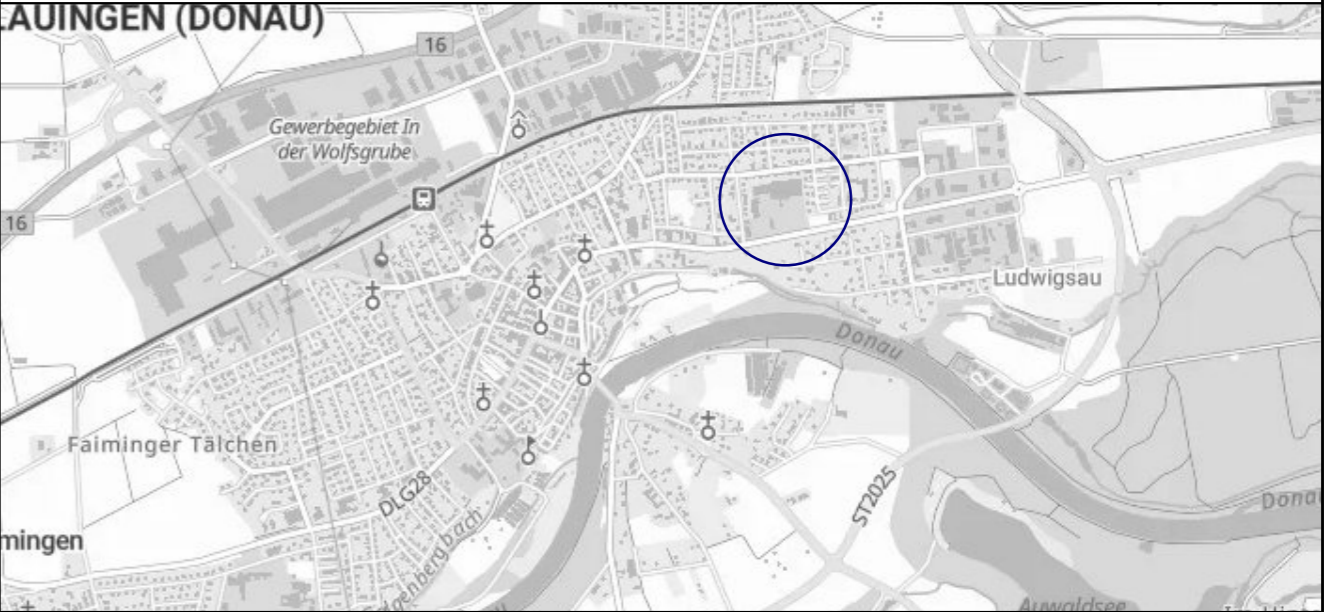 LAUINGEN (DONAU)
16
Gewerbegebiet In
der Wolfsgrube
16
Ludwigsau
Donau
Faiminger Tälchen
DLG28
ST2025
Donau
mingen
Auwaldsee